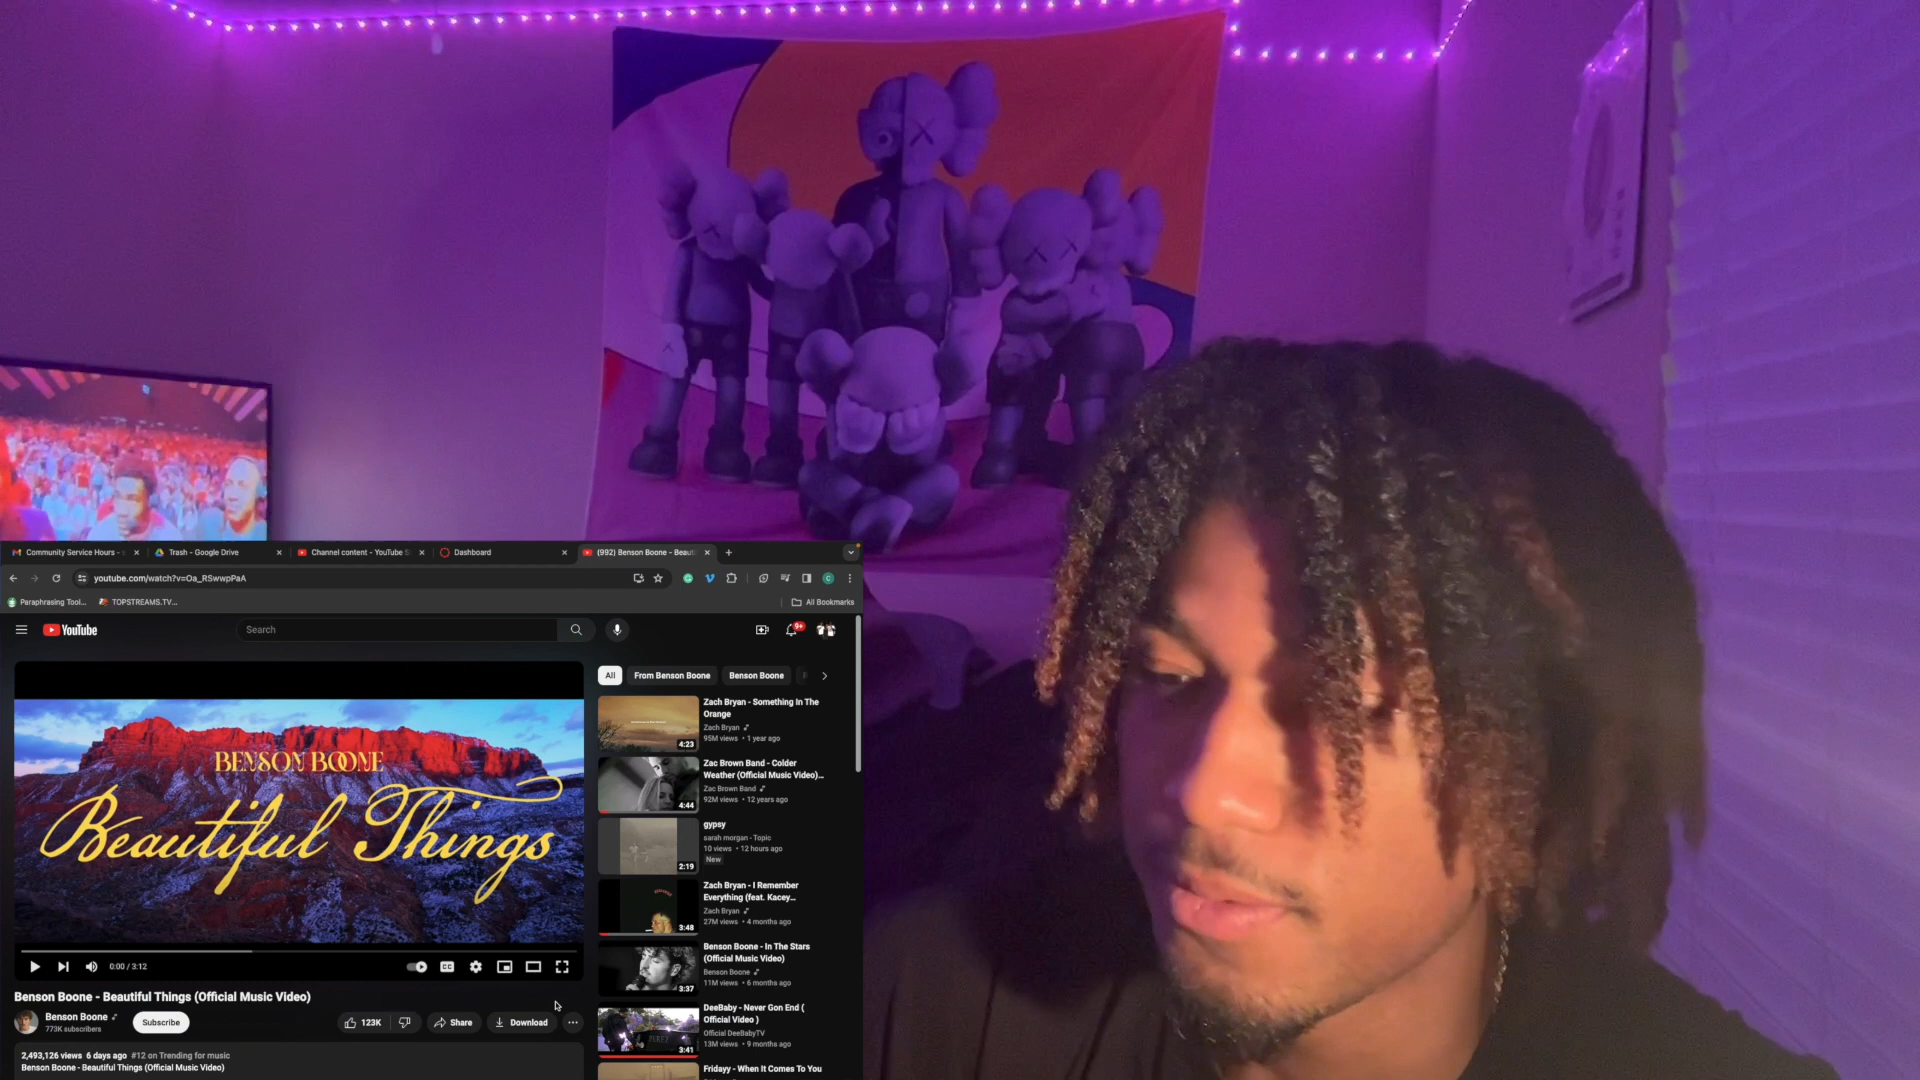 Community Service Hours -
Trash - Google Drive
Channel content - YouTube S
Dashboard
(992) Benson Boone - Beauti
youtube.com/watch?v=Oa_RSwwpPaA
Paraphrasing Tool...
TOPSTREAMS.TV...
All Bookmarks
YouTube
Search
9+
BENSON BOONE
Beautiful Things
0:00 / 3:12
CC
Benson Boone - Beautiful Things (Official Music Video)
Benson Boone
773K subscribers
Subscribe
123K
Share
Download
2,493,126 views 6 days ago #12 on Trending for music
Benson Boone - Beautiful Things (Official Music Video)
All
From Benson Boone
Benson Boone
Zach Bryan - Something In The
Orange
Zach Bryan
95M views • 1 year ago
4:23
Zac Brown Band - Colder
Weather (Official Music Video)...
Zac Brown Band
92M views • 12 years ago
4:44
gypsy
sarah morgan - Topic
10 views • 12 hours ago
New
2:19
Zach Bryan - I Remember
Everything (feat. Kacey...
Zach Bryan
27M views • 4 months ago
3:48
Benson Boone - In The Stars
(Official Music Video)
Benson Boone
11M views • 6 months ago
3:37
DeeBaby - Never Gon End (
Official Video )
Official DeeBabyTV
13M views • 9 months ago
3:41
Fridayy - When It Comes To You